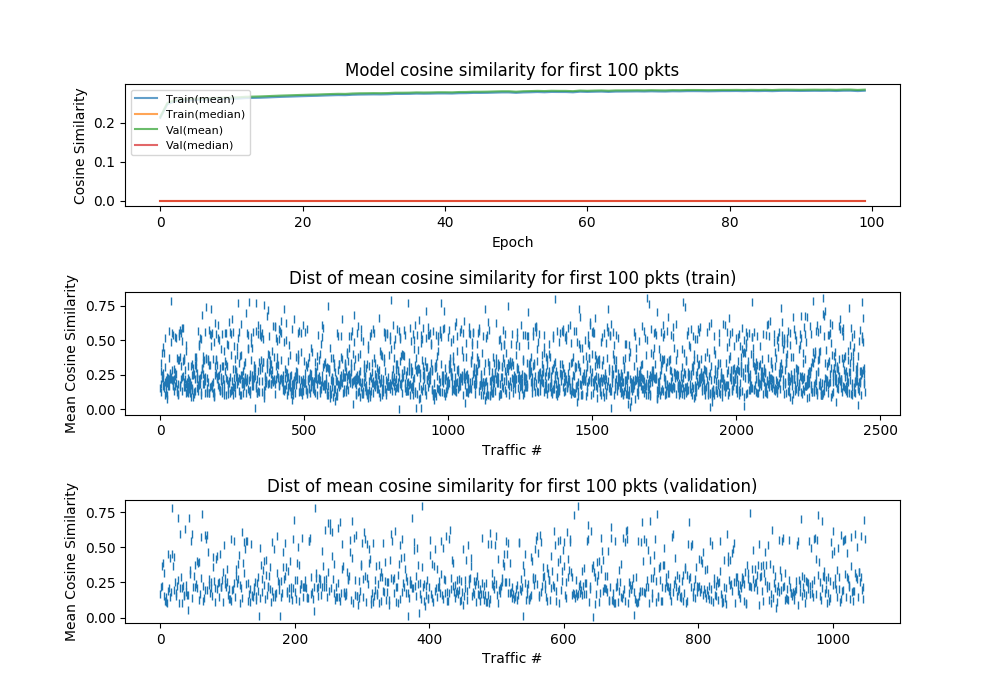 Model cosine similarity for first 100 pkts
Cosine Similarity
0.2
0.1
0.0
Train(mean)
Train(median)
Val(mean)
Val(median)
0 20 40 60 80 100
Epoch
Dist of mean cosine similarity for first 100 pkts (train)
Mean Cosine Similarity
0.75
0.50
0.25
0.00
0 500 1000 1500 2000 2500
Traffic #
Dist of mean cosine similarity for first 100 pkts (validation)
Mean Cosine Similarity
0.75
0.50
0.25
0.00
0 200 400 600 800 1000
Traffic #